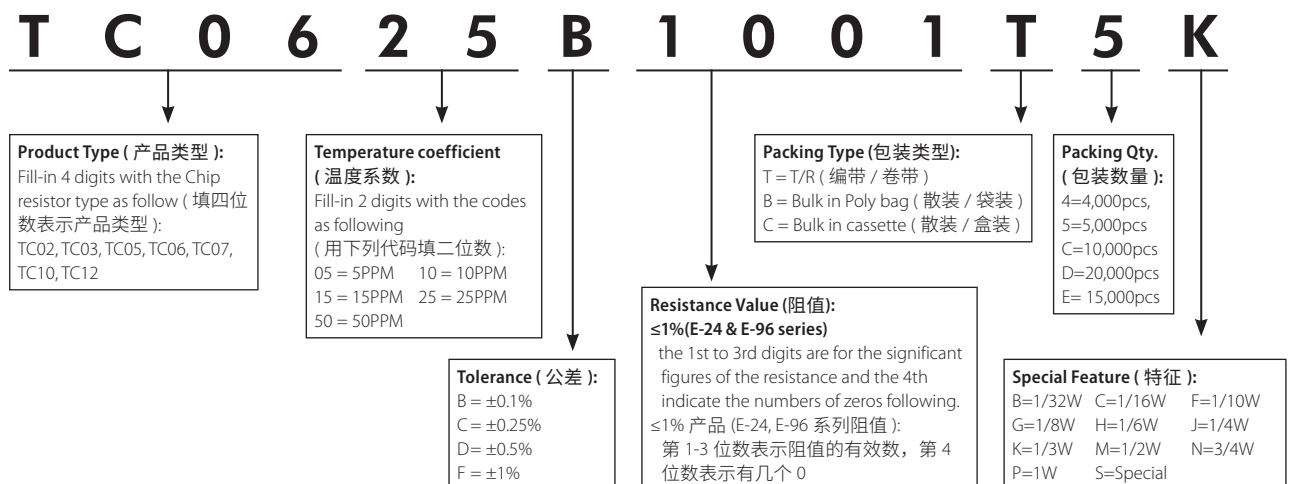 T C 0 6 2 5 B 1 0 0 1 T 5 K
Product Type ( 产品类型 ):
Fill-in 4 digits with the Chip
resistor type as follow ( 填四位
数表示产品类型 ):
TC02, TC03, TC05, TC06, TC07,
TC10, TC12
Temperature coefficient
( 温度系数 ):
Fill-in 2 digits with the codes
as following
( 用下列代码填二位数 ):
05 = 5PPM 10 = 10PPM
15 = 15PPM 25 = 25PPM
50 = 50PPM
Tolerance ( 公差 ):
B = ±0.1%
C = ±0.25%
D= ±0.5%
F = ±1%
Resistance Value (阻值):
≤1%(E-24 & E-96 series)
the 1st to 3rd digits are for the significant
figures of the resistance and the 4th
indicate the numbers of zeros following.
≤1% 产品 (E-24, E-96 系列阻值 ):
第 1-3 位数表示阻值的有效数，第 4
位数表示有几个 0
Packing Type (包装类型):
T = T/R ( 编带 / 卷带 )
B = Bulk in Poly bag ( 散装 / 袋装 )
C = Bulk in cassette ( 散装 / 盒装 )
Packing Qty.
( 包装数量 ):
4=4,000pcs,
5=5,000pcs
C=10,000pcs
D=20,000pcs
E= 15,000pcs
Special Feature ( 特征 ):
B=1/32W C=1/16W F=1/10W
G=1/8W H=1/6W J=1/4W
K=1/3W M=1/2W N=3/4W
P=1W S=Special